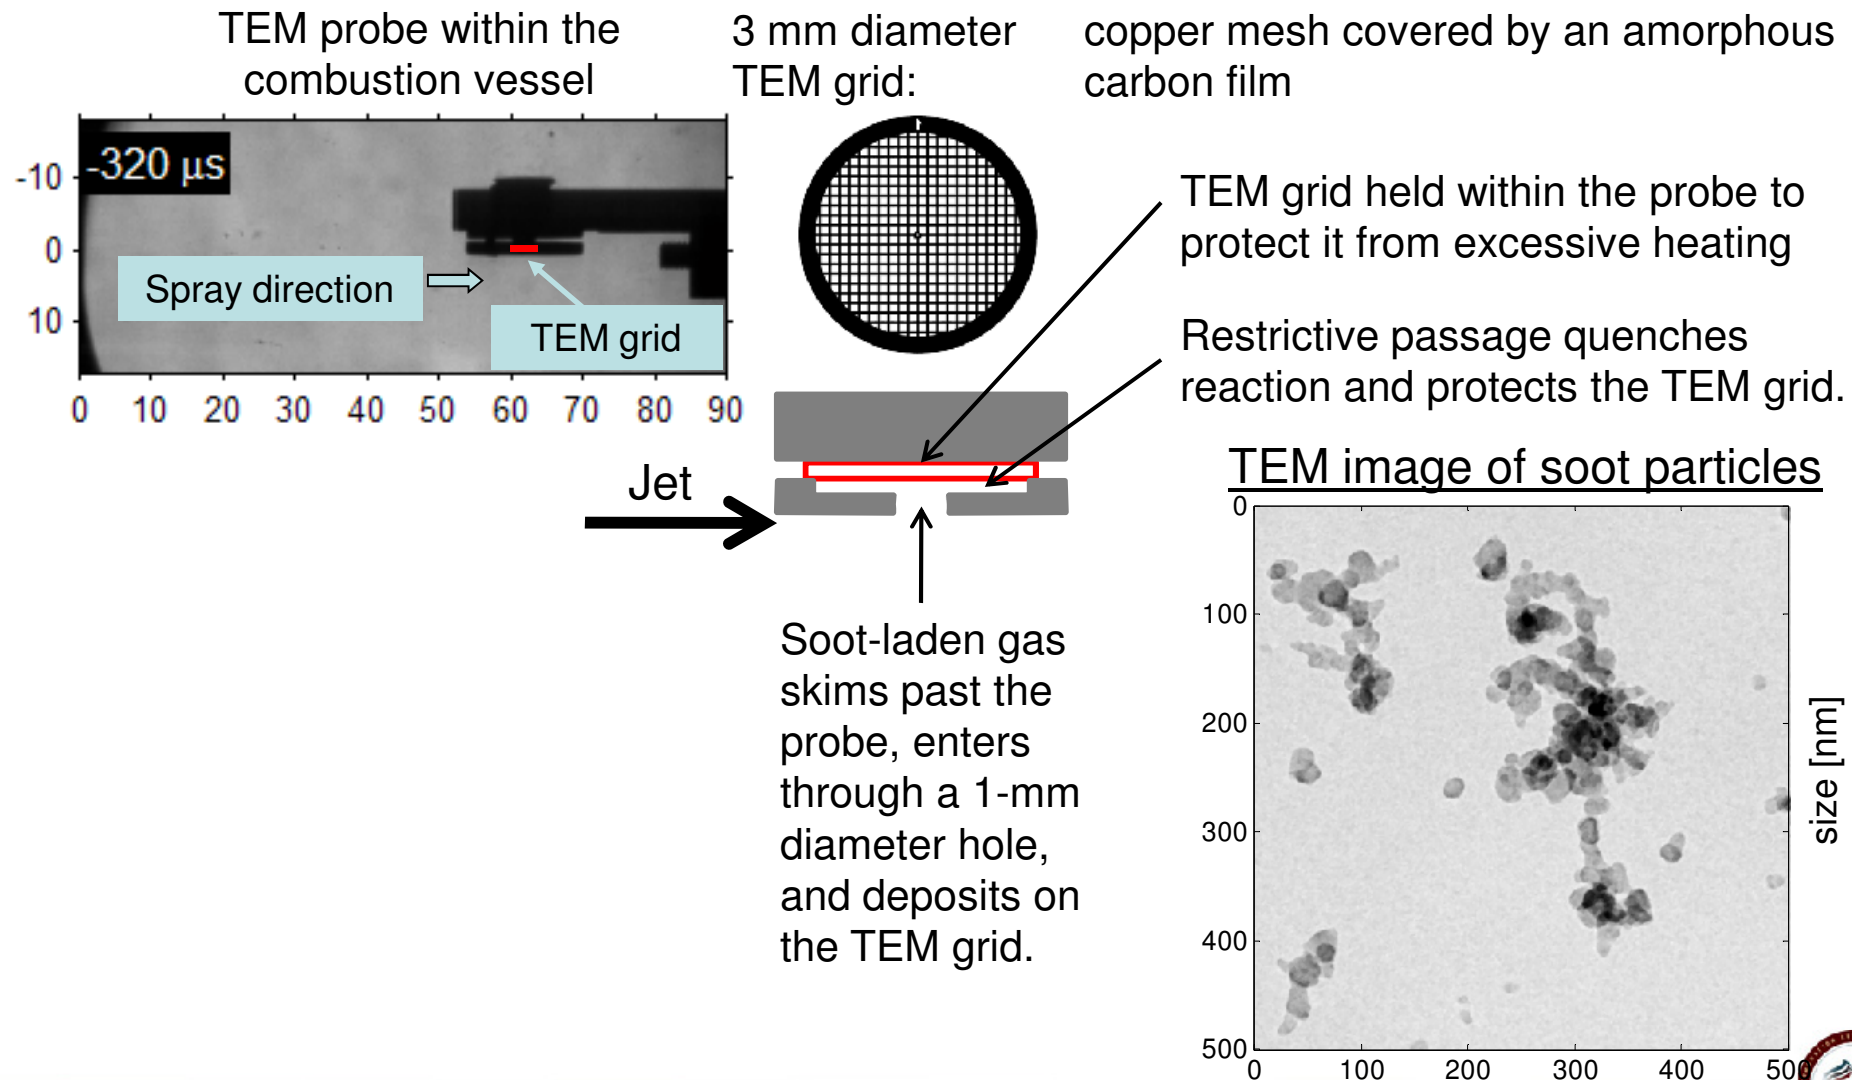 TEM probe within the
combustion vessel
3 mm diameter
TEM grid:
copper mesh covered by an amorphous
carbon film
-320 µs
-10
0
10
Spray direction
TEM grid
0 10 20 30 40 50 60 70 80 90
TEM grid held within the probe to
protect it from excessive heating
Restrictive passage quenches
reaction and protects the TEM grid.
Jet
Soot-laden gas
skims past the
probe, enters
through a 1-mm
diameter hole,
and deposits on
the TEM grid.
TEM image of soot particles
0
100
200
300
400
500
0 100 200 300 400 500
size [nm]